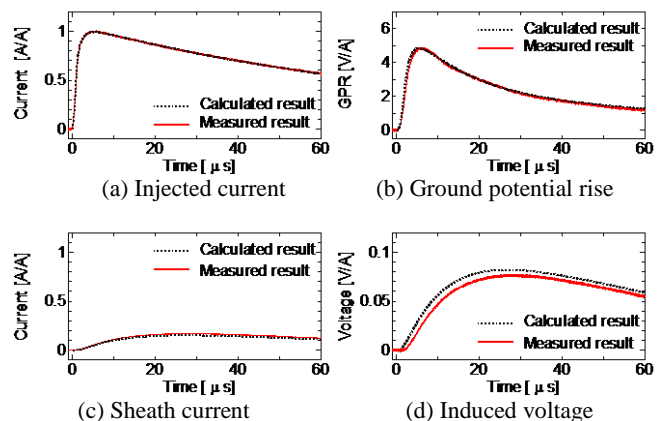 Current [A/A]
1
0.5
0
Calculated result
Measured result
0 20 40 60
Time [ μs]
(a) Injected current
GPR [V/A]
6
4
2
0
Calculated result
Measured result
0 20 40 60
Time [ μs]
(b) Ground potential rise
Current [A/A]
1
0.5
0
Calculated result
Measured result
0 20 40 60
Time [ μs]
(c) Sheath current
Voltage [V/A]
0.1
0.05
0
Calculated result
Measured result
0 20 40 60
Time [ μs]
(d) Induced voltage